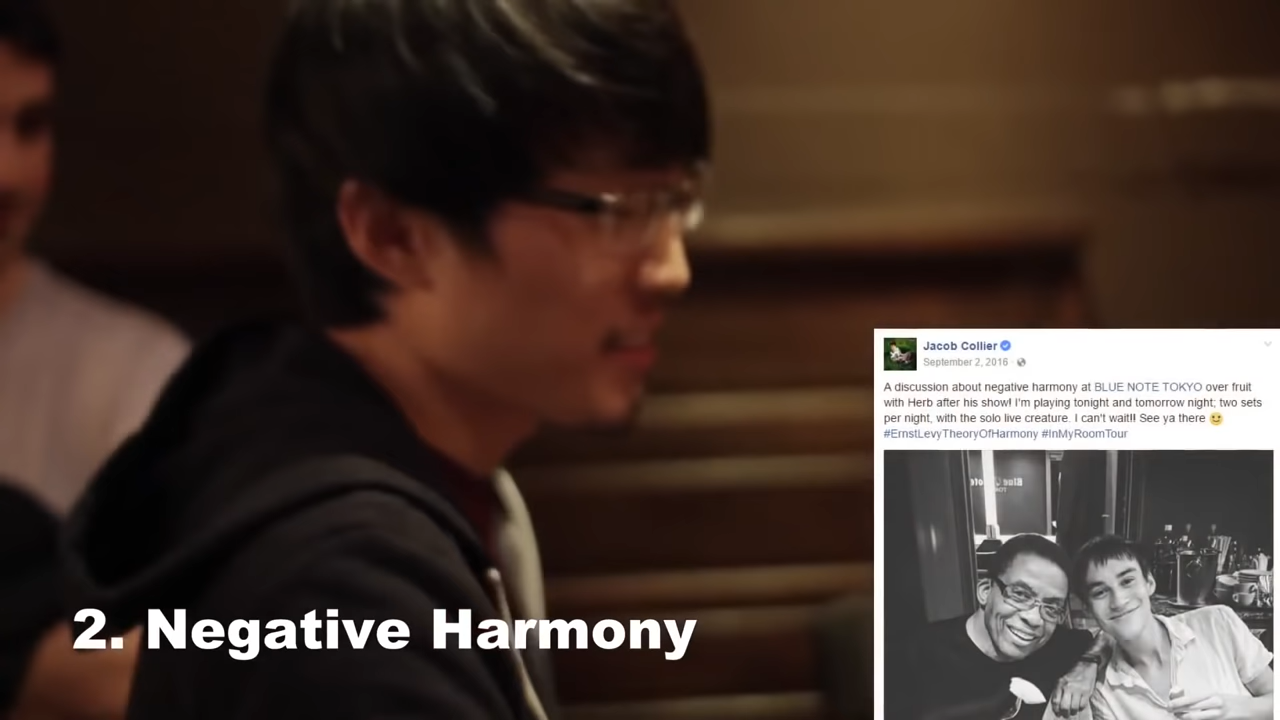 Jacob Collier
September 2, 2016
A discussion about negative harmony at BLUE NOTE TOKYO over fruit
with Herb after his show! I'm playing tonight and tomorrow night; two sets
per night, with the solo live creature. I can't wait!! See ya there
#ErnstLevyTheoryOfHarmony #InMyRoomTour
2. Negative Harmony